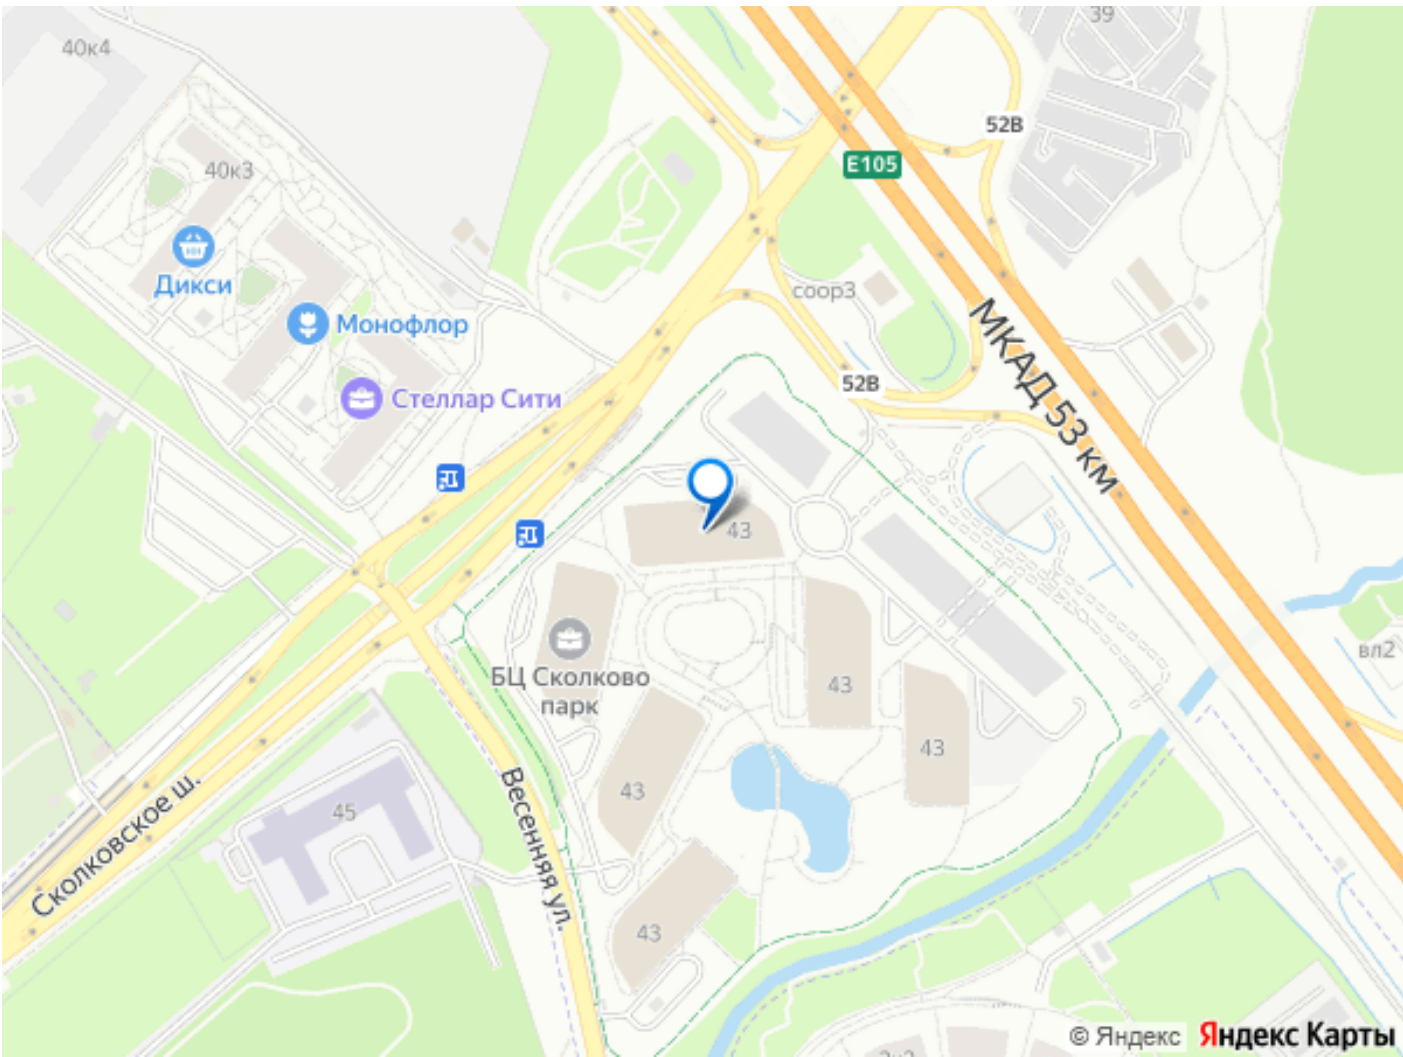 39
40к4
52В
E105
40к3
Дикси
соор3
Монофлор
МКАД 53 км
52В
Стеллар Сити
43
вл2
БЦ Сколково
парк
43
43
43
45
Весенняя ул.
Сколковское ш.
43
© Яндекс Яндекс Карты